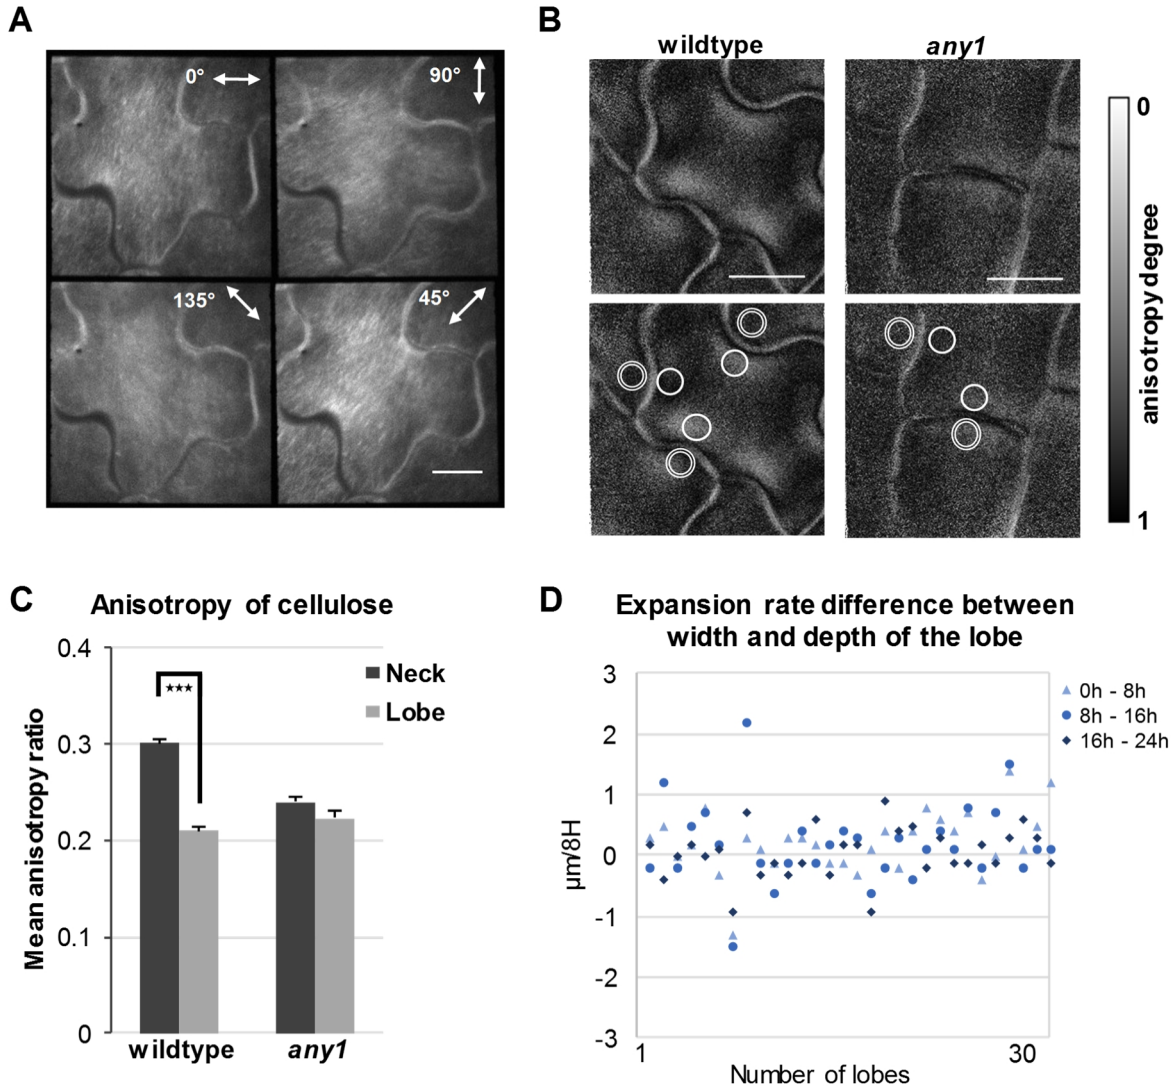 A
0°
90°
135°
45°
B
wildtype
any1
0
anisotropy degree
1
C
Anisotropy of cellulose
0.4
0.3
0.2
0.1
0
Mean anisotropy ratio
***
Neck
Lobe
wildtype
any1
D
Expansion rate difference between
width and depth of the lobe
3
2
1
0
-1
-2
-3
µm/8H
0h - 8h
8h - 16h
16h - 24h
1
30
Number of lobes